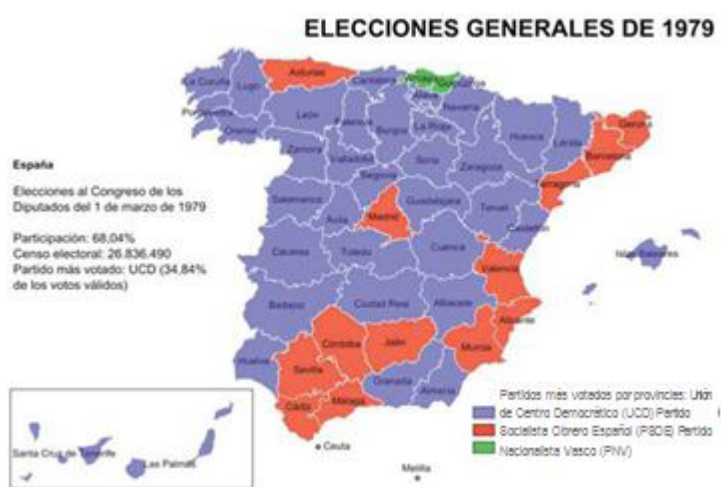 ELECCIONES GENERALES DE 1979
Asturias
Cantabria
La Coruña
Lugo
Alava
Navarra
Pontevedra
Orense
León
Palencia
Burgos
La Rioja
Huesca
Lérida
Gerona
Barcelona
Zamora
Valladolid
Soria
Zaragoza
Tarragona
Segovia
Salamanca
Ávila
Madrid
Guadalajara
Teruel
Castellón
Cáceres
Toledo
Cuenca
Valencia
Islas Baleares
Badajoz
Ciudad Real
Albacete
Alicante
Murcia
Huelva
Sevilla
Córdoba
Jaén
Granada
Almería
Cádiz
Málaga
Ceuta
Melilla
Santa Cruz de Tenerife
Las Palmas
España
Elecciones al Congreso de los
Diputados del 1 de marzo de 1979
Participación: 68,04%
Censo electoral: 26.836.490
Partido más votado: UCD (34,84%
de los votos válidos)
Partidos más votados por provincias: Unión
de Centro Democrático (UCD) Partido
Socialista Obrero Español (PSOE) Partido
Nacionalista Vasco (PNV)